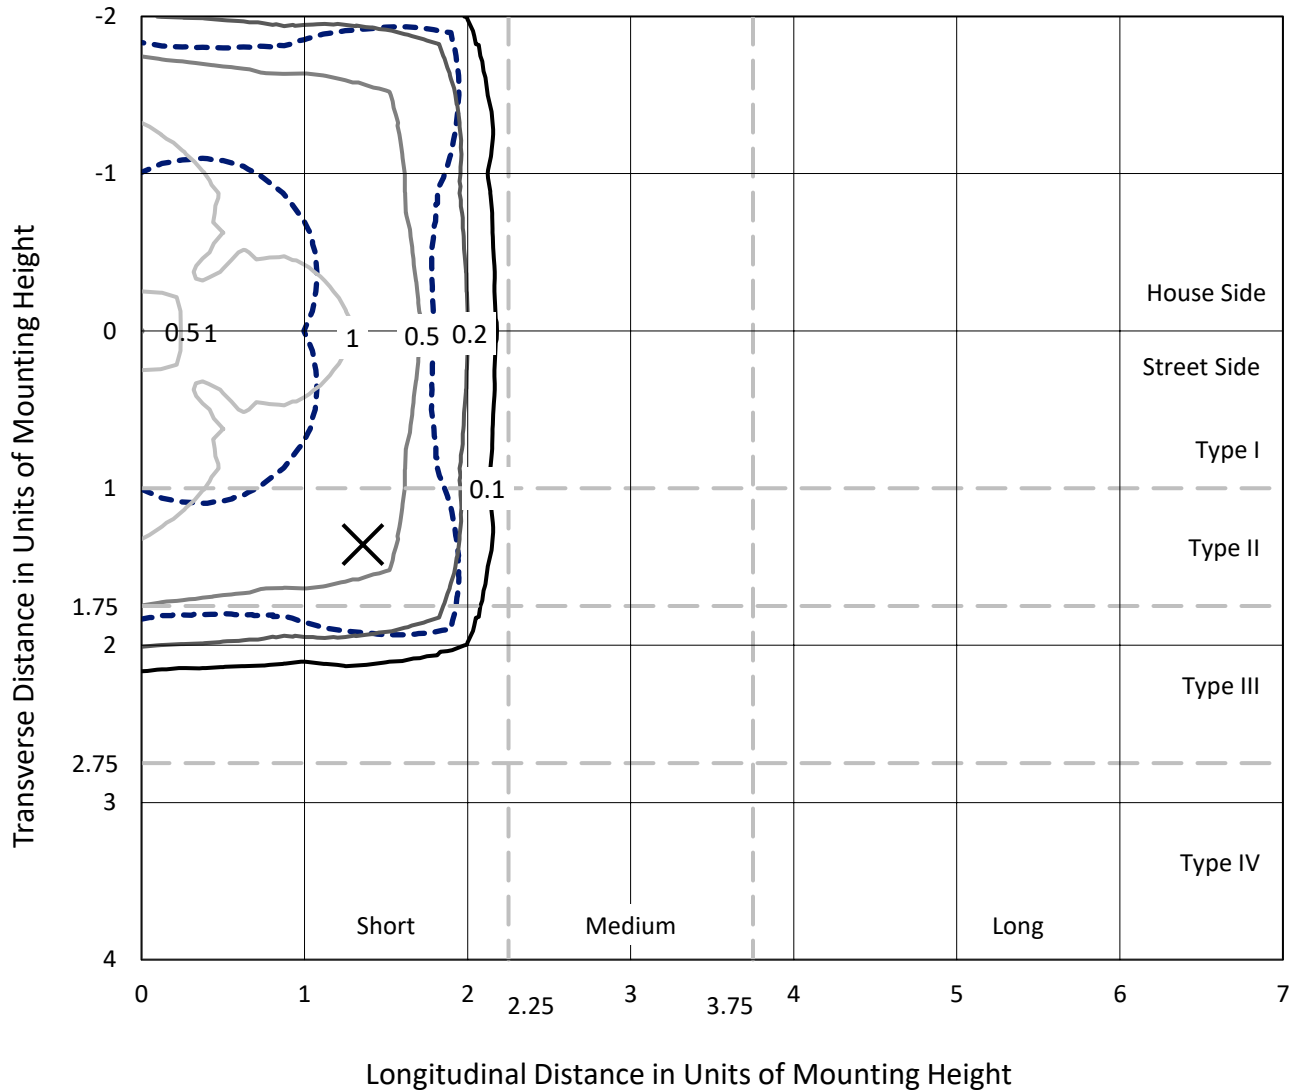 -2
-1
House Side
0
0.51
1
0.5
0.2
Street Side
Type I
1
0.1
Type II
1.75
2
Type III
2.75
3
Type IV
Short
Medium
Long
4
0
1
2
2.25
3
3.75
4
5
6
7
Transverse Distance in Units of Mounting Height
Longitudinal Distance in Units of Mounting Height